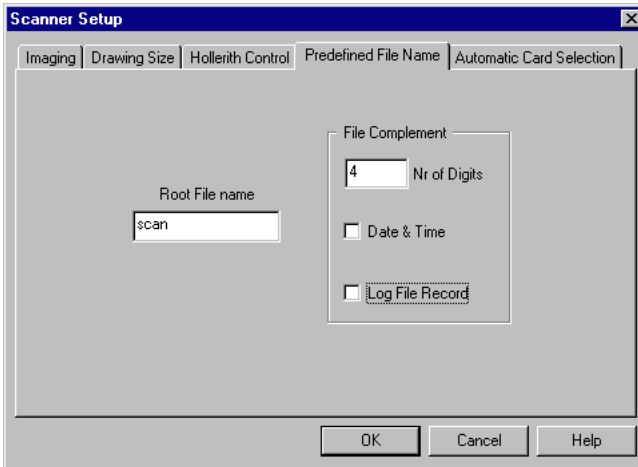 Scanner Setup
Imaging Drawing Size Hollerith Control Predefined File Name Automatic Card Selection
File Complement
4 Nr of Digits
Root File name
scan
Date & Time
Log File Record
OK Cancel Help